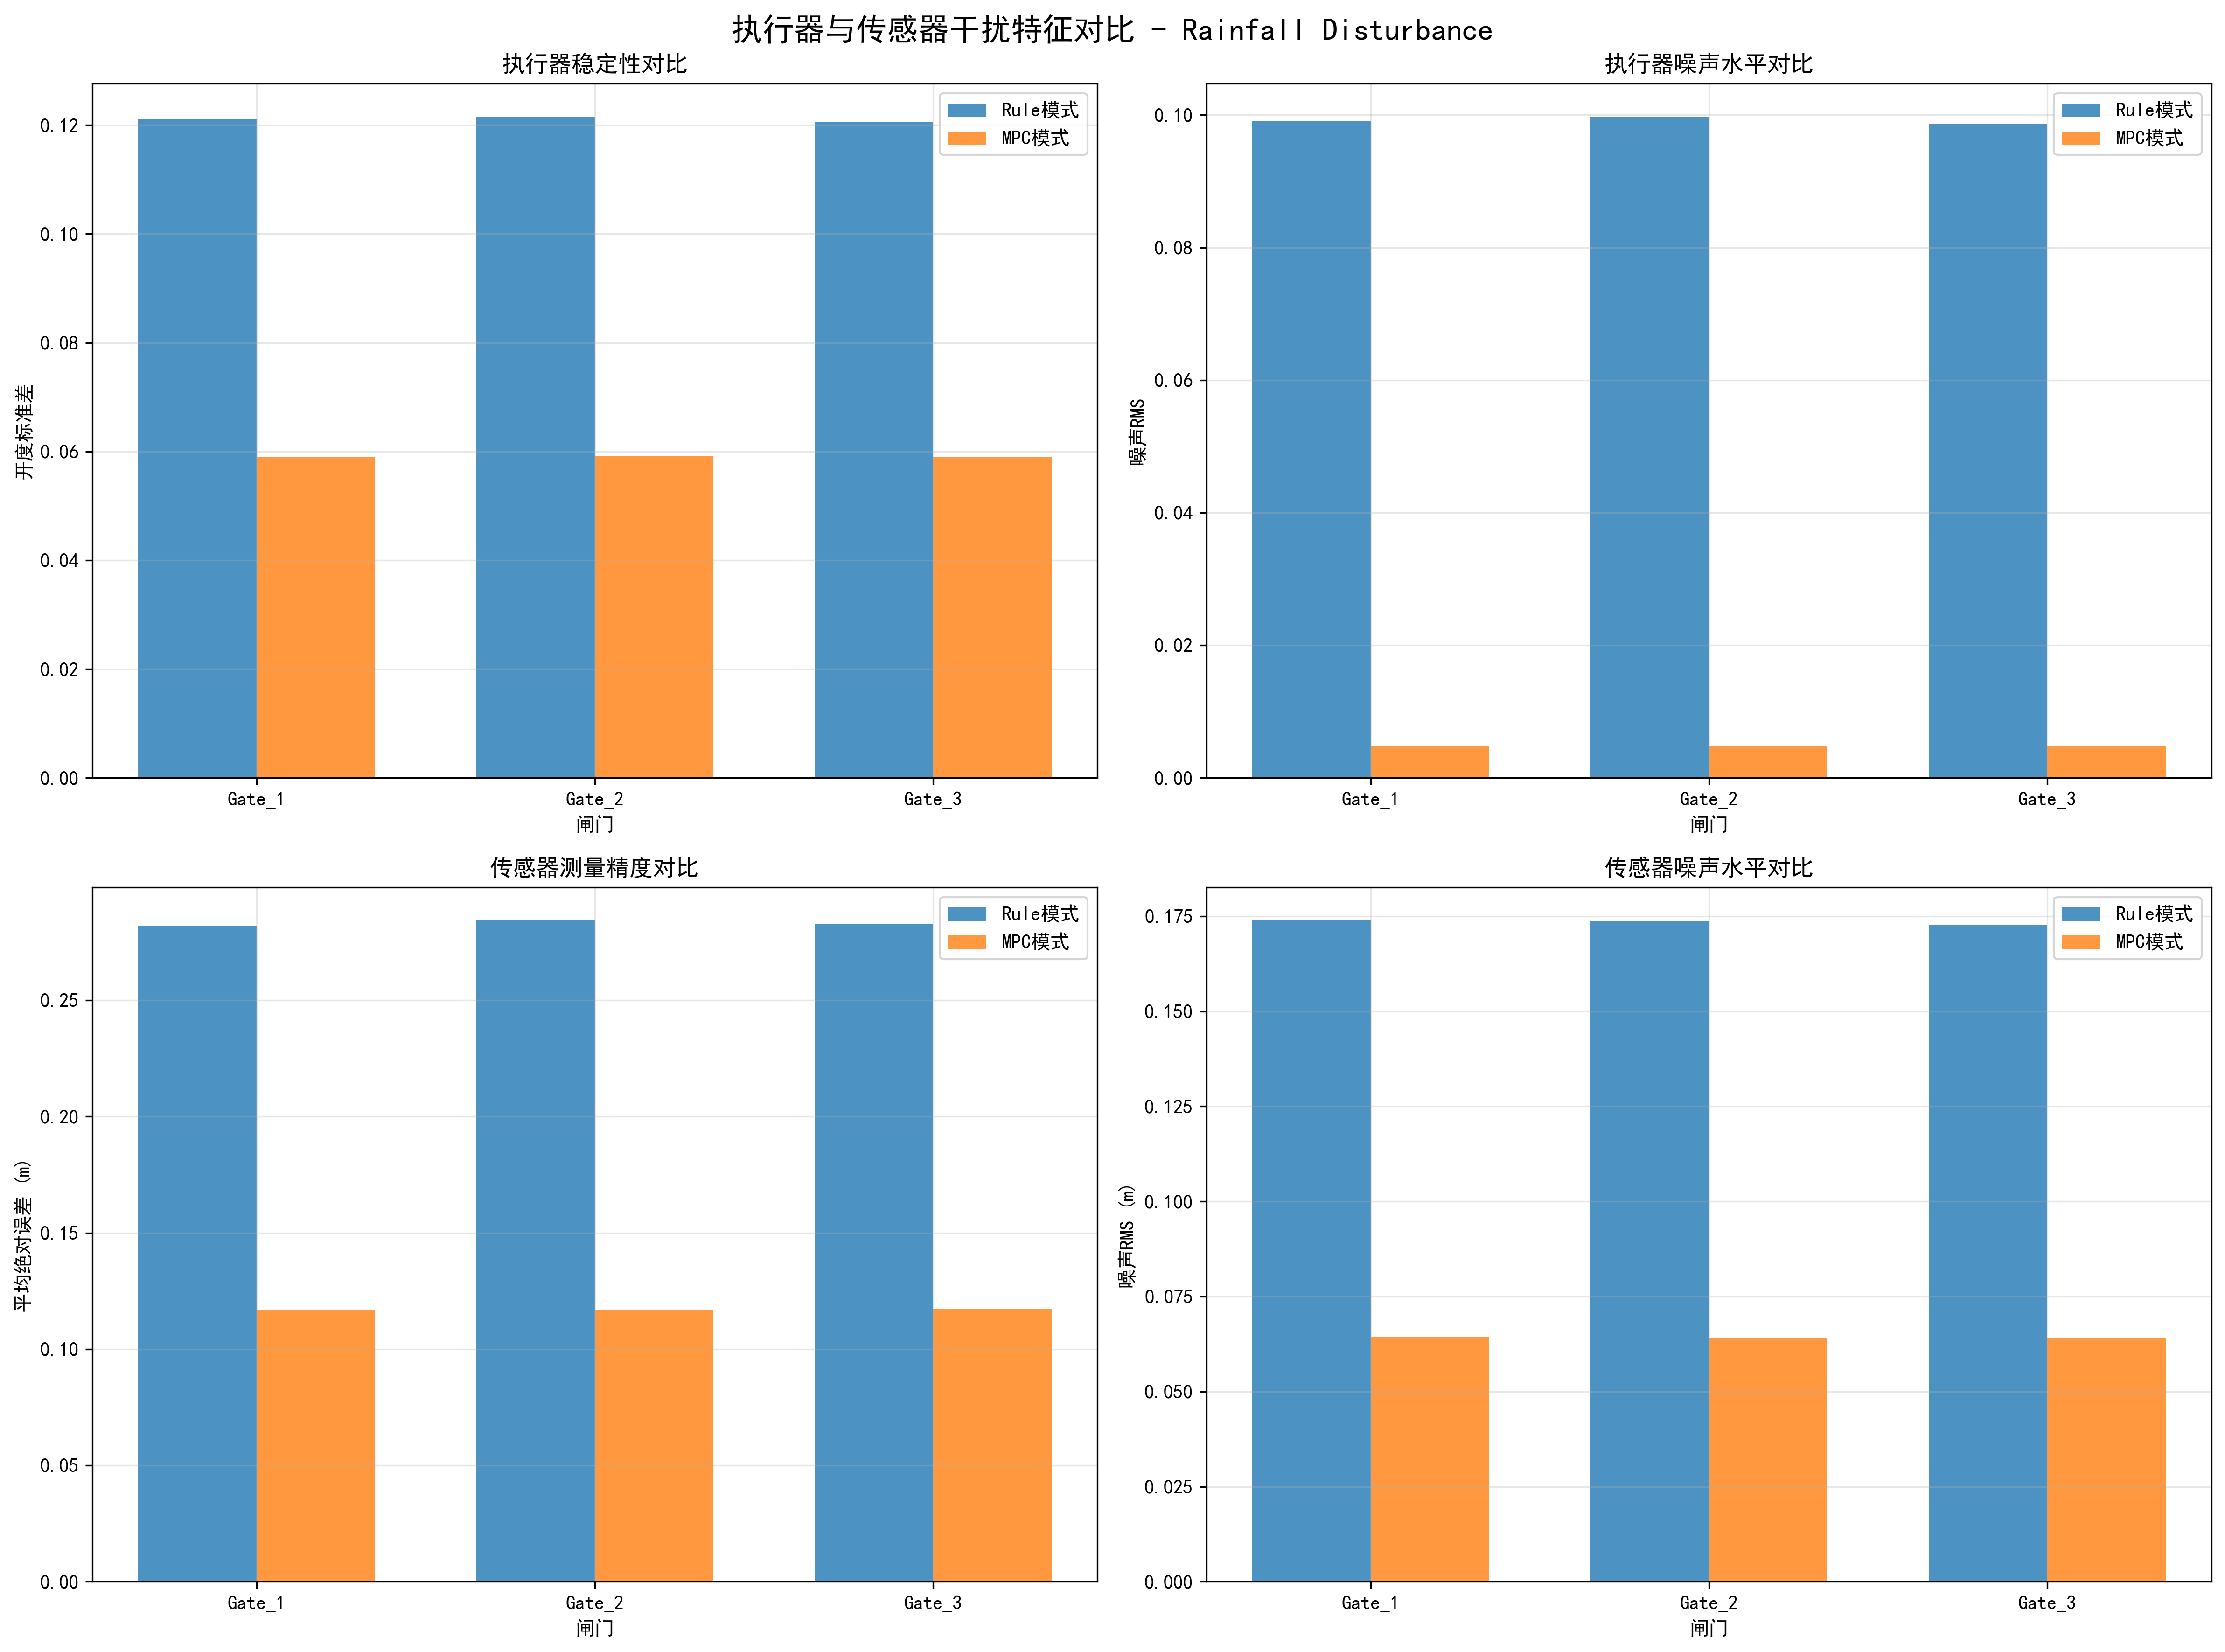 执行器与传感器干扰特征对比 - Rainfall Disturbance
执行器稳定性对比
开度标准差
0.12
0.10
0.08
0.06
0.04
0.02
0.00
Rule模式
MPC模式
Gate_1
Gate_2
Gate_3
闸门
执行器噪声水平对比
噪声RMS
0.10
0.08
0.06
0.04
0.02
0.00
Rule模式
MPC模式
Gate_1
Gate_2
Gate_3
闸门
传感器测量精度对比
平均绝对误差 (m)
0.25
0.20
0.15
0.10
0.05
0.00
Rule模式
MPC模式
Gate_1
Gate_2
Gate_3
闸门
传感器噪声水平对比
噪声RMS (m)
0.175
0.150
0.125
0.100
0.075
0.050
0.025
0.000
Rule模式
MPC模式
Gate_1
Gate_2
Gate_3
闸门